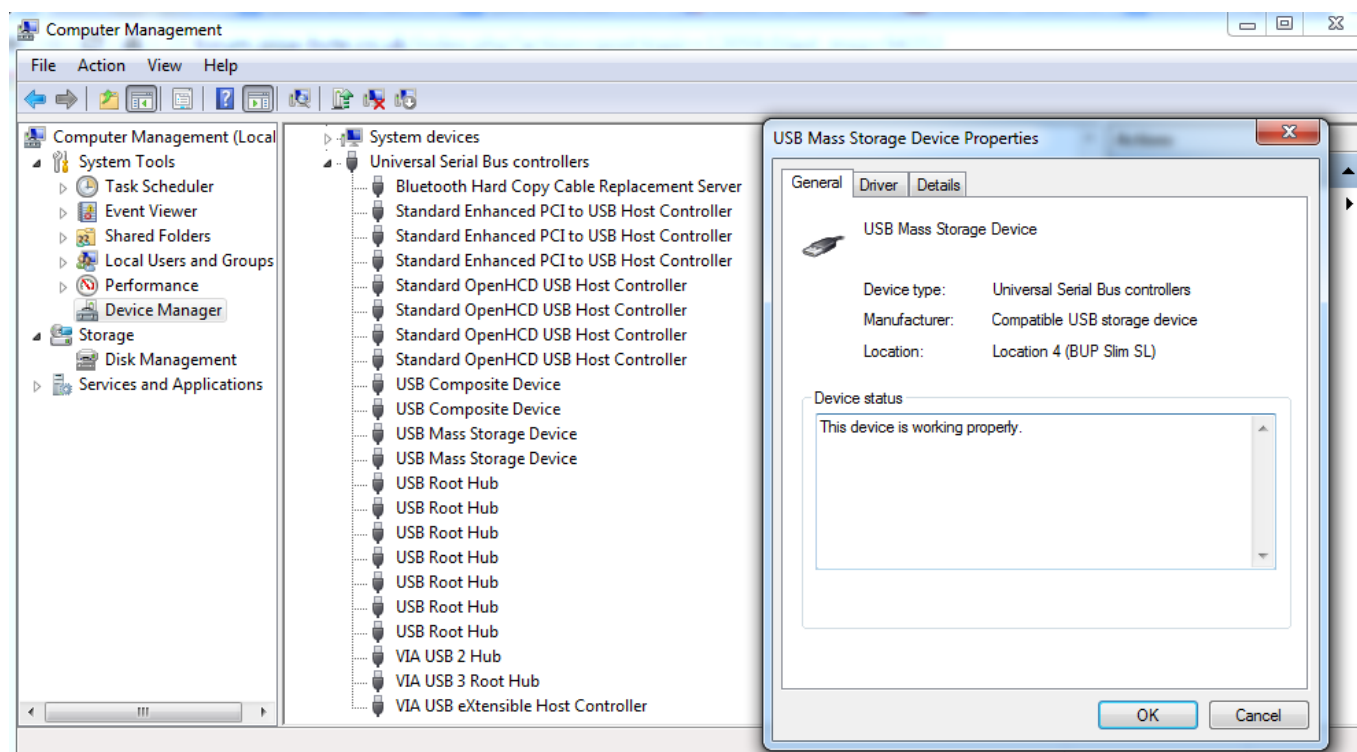 Computer Management
File Action View Help
Computer Management (Local
System Tools
Task Scheduler
Event Viewer
Shared Folders
Local Users and Groups
Performance
Device Manager
Storage
Disk Management
Services and Applications
System devices
Universal Serial Bus controllers
Bluetooth Hard Copy Cable Replacement Server
Standard Enhanced PCI to USB Host Controller
Standard Enhanced PCI to USB Host Controller
Standard Enhanced PCI to USB Host Controller
Standard OpenHCD USB Host Controller
Standard OpenHCD USB Host Controller
Standard OpenHCD USB Host Controller
Standard OpenHCD USB Host Controller
USB Composite Device
USB Composite Device
USB Mass Storage Device
USB Mass Storage Device
USB Root Hub
USB Root Hub
USB Root Hub
USB Root Hub
USB Root Hub
USB Root Hub
USB Root Hub
VIA USB 2 Hub
VIA USB 3 Root Hub
VIA USB eXtensible Host Controller
USB Mass Storage Device Properties
General Driver Details
USB Mass Storage Device
Device type: Universal Serial Bus controllers
Manufacturer: Compatible USB storage device
Location: Location 4 (BUP Slim SL)
Device status
This device is working properly.
OK Cancel